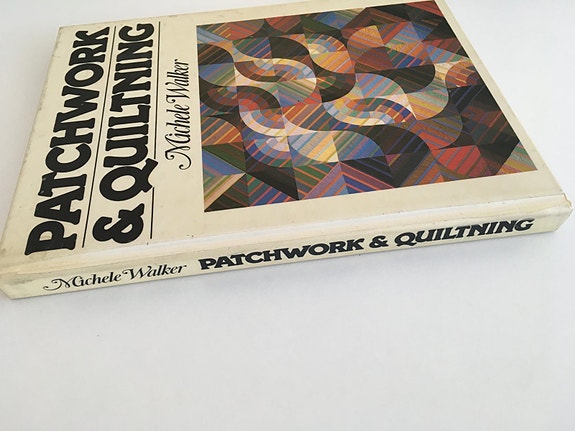 PATCHWORK
& QUILTNING
Michele Walker
Michele Walker PATCHWORK & QUILTNING